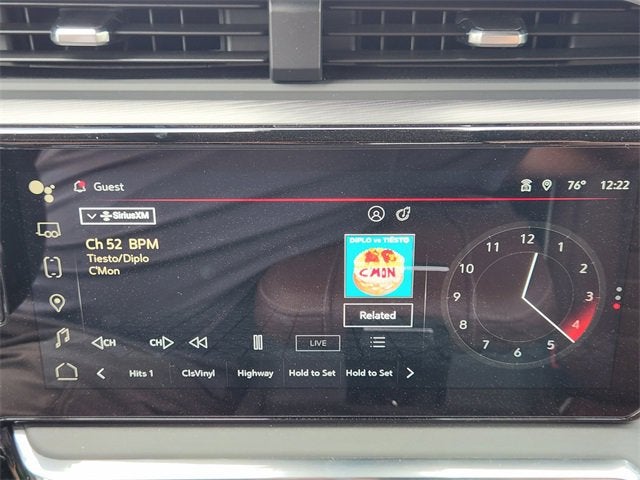 Guest
76° 12:22
SiriusXM
Ch 52 BPM
Tiesto/Diplo
C'Mon
DIPLO vs TIËSTO
C'MON
Related
12
1
2
3
4
5
6
7
8
9
10
11
CH CH LIVE
Hits 1 ClsVinyl Highway Hold to Set Hold to Set